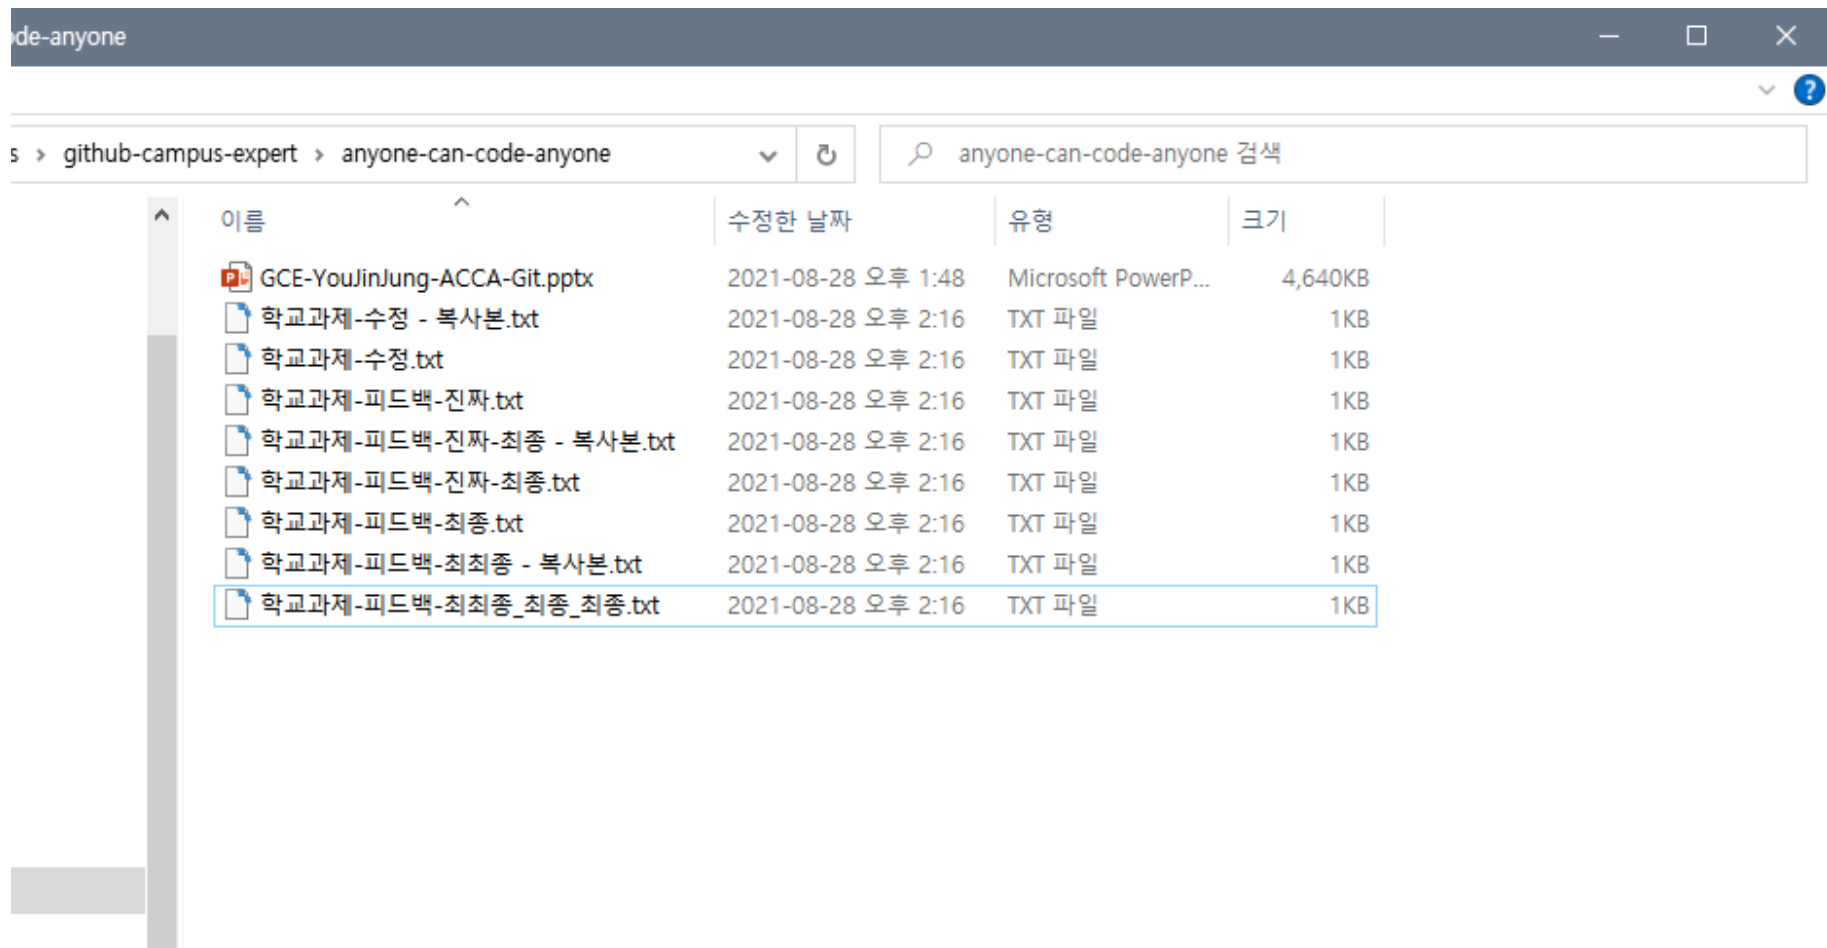 de-anyone
s > github-campus-expert > anyone-can-code-anyone anyone-can-code-anyone 검색
이름 수정한 날짜 유형 크기
GCE-YouJinJung-ACCA-Git.pptx 2021-08-28 오후 1:48 Microsoft PowerP... 4,640KB
학교과제-수정 - 복사본.txt 2021-08-28 오후 2:16 TXT 파일 1KB
학교과제-수정.txt 2021-08-28 오후 2:16 TXT 파일 1KB
학교과제-피드백-진짜.txt 2021-08-28 오후 2:16 TXT 파일 1KB
학교과제-피드백-진짜-최종 - 복사본.txt 2021-08-28 오후 2:16 TXT 파일 1KB
학교과제-피드백-진짜-최종.txt 2021-08-28 오후 2:16 TXT 파일 1KB
학교과제-피드백-최종.txt 2021-08-28 오후 2:16 TXT 파일 1KB
학교과제-피드백-최최종 - 복사본.txt 2021-08-28 오후 2:16 TXT 파일 1KB
학교과제-피드백-최최종_최종_최종.txt 2021-08-28 오후 2:16 TXT 파일 1KB